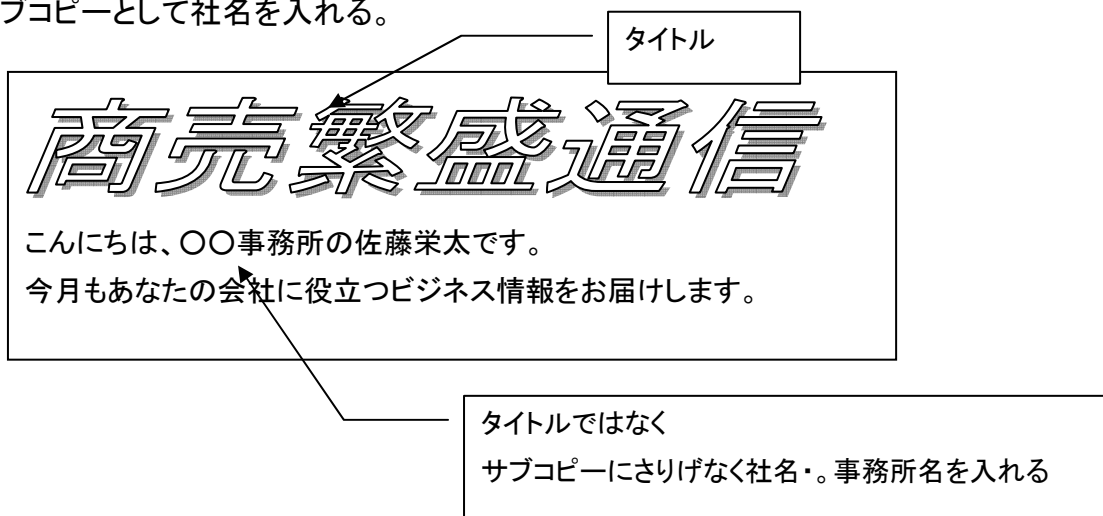 ブコピーとして社名を入れる。
タイトル
商売繁盛通信
こんにちは、〇〇事務所の佐藤栄太です。
今月もあなたの会社に役立つビジネス情報をお届けします。
タイトルではなく
サブコピーにさりげなく社名・。事務所名を入れる